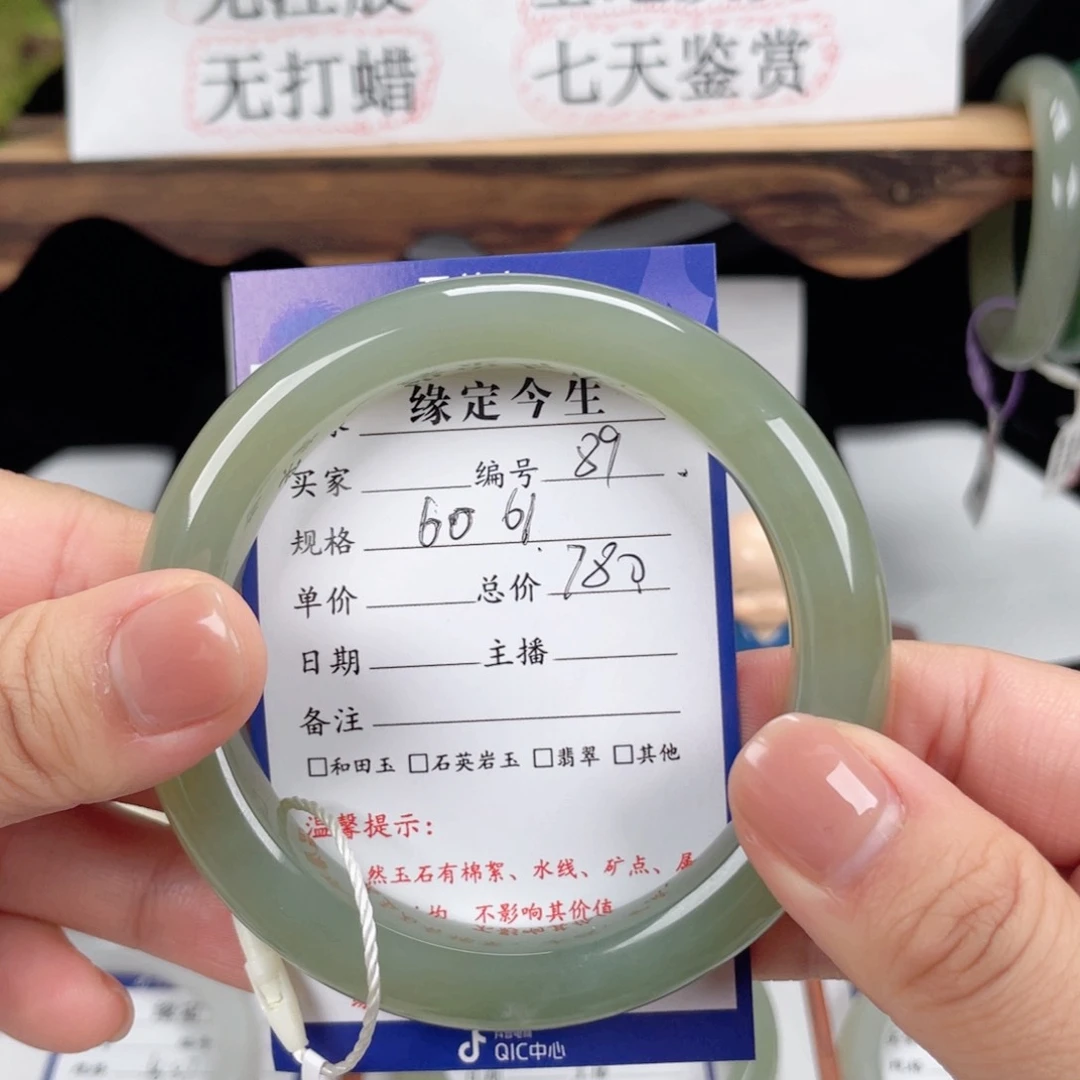 无打蜡 七天鉴赏
缘定今生
买家 编号 89
规格 60 61
单价 总价 780
日期 主播
备注
□和田玉 □石英岩玉 □翡翠 □其他
温馨提示：
然玉石有棉絮、水线、矿点、
不影响其价值
QIC中心